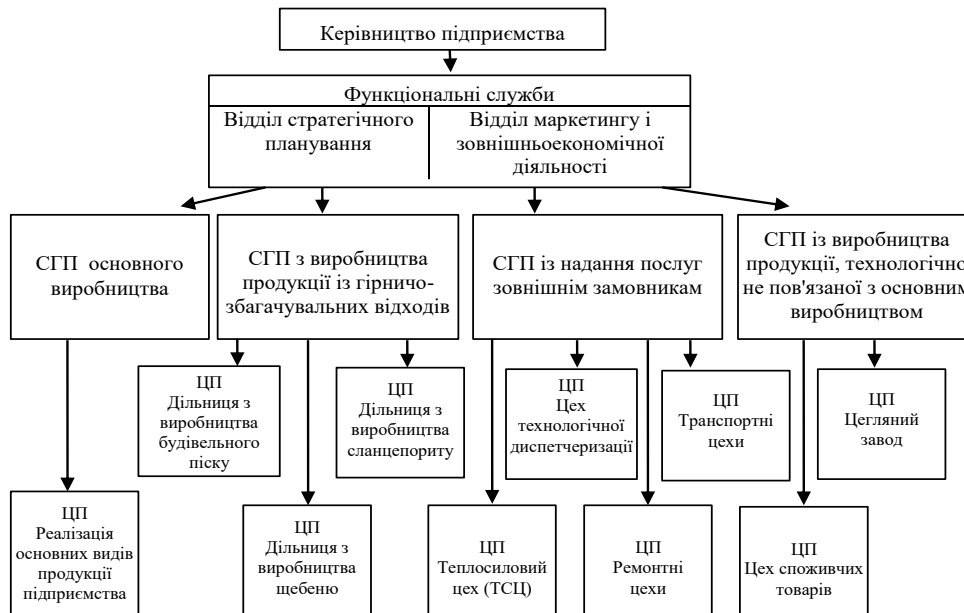 Керівництво підприємства
Функціональні служби
Відділ стратегічного
планування
Відділ маркетингу і
зовнішньоекономічної
діяльності
СГП основного
виробництва
СГП з виробництва
продукції із гірничо-
збагачувальних відходів
СГП із надання послуг
зовнішнім замовникам
СГП із виробництва
продукції, технологічно
не пов'язаної з основним
виробництвом
ЦП
Дільниця з
виробництва
будівельного
піску
ЦП
Дільниця з
виробництва
сланцепориту
ЦП
Цех
технологічної
диспетчеризації
ЦП
Транспортні
цехи
ЦП
Цегляний
завод
ЦП
Реалізація
основних видів
продукції
підприємства
ЦП
Дільниця з
виробництва
щебеню
ЦП
Теплосиловий
цех (ТСЦ)
ЦП
Ремонтні
цехи
ЦП
Цех споживчих
товарів